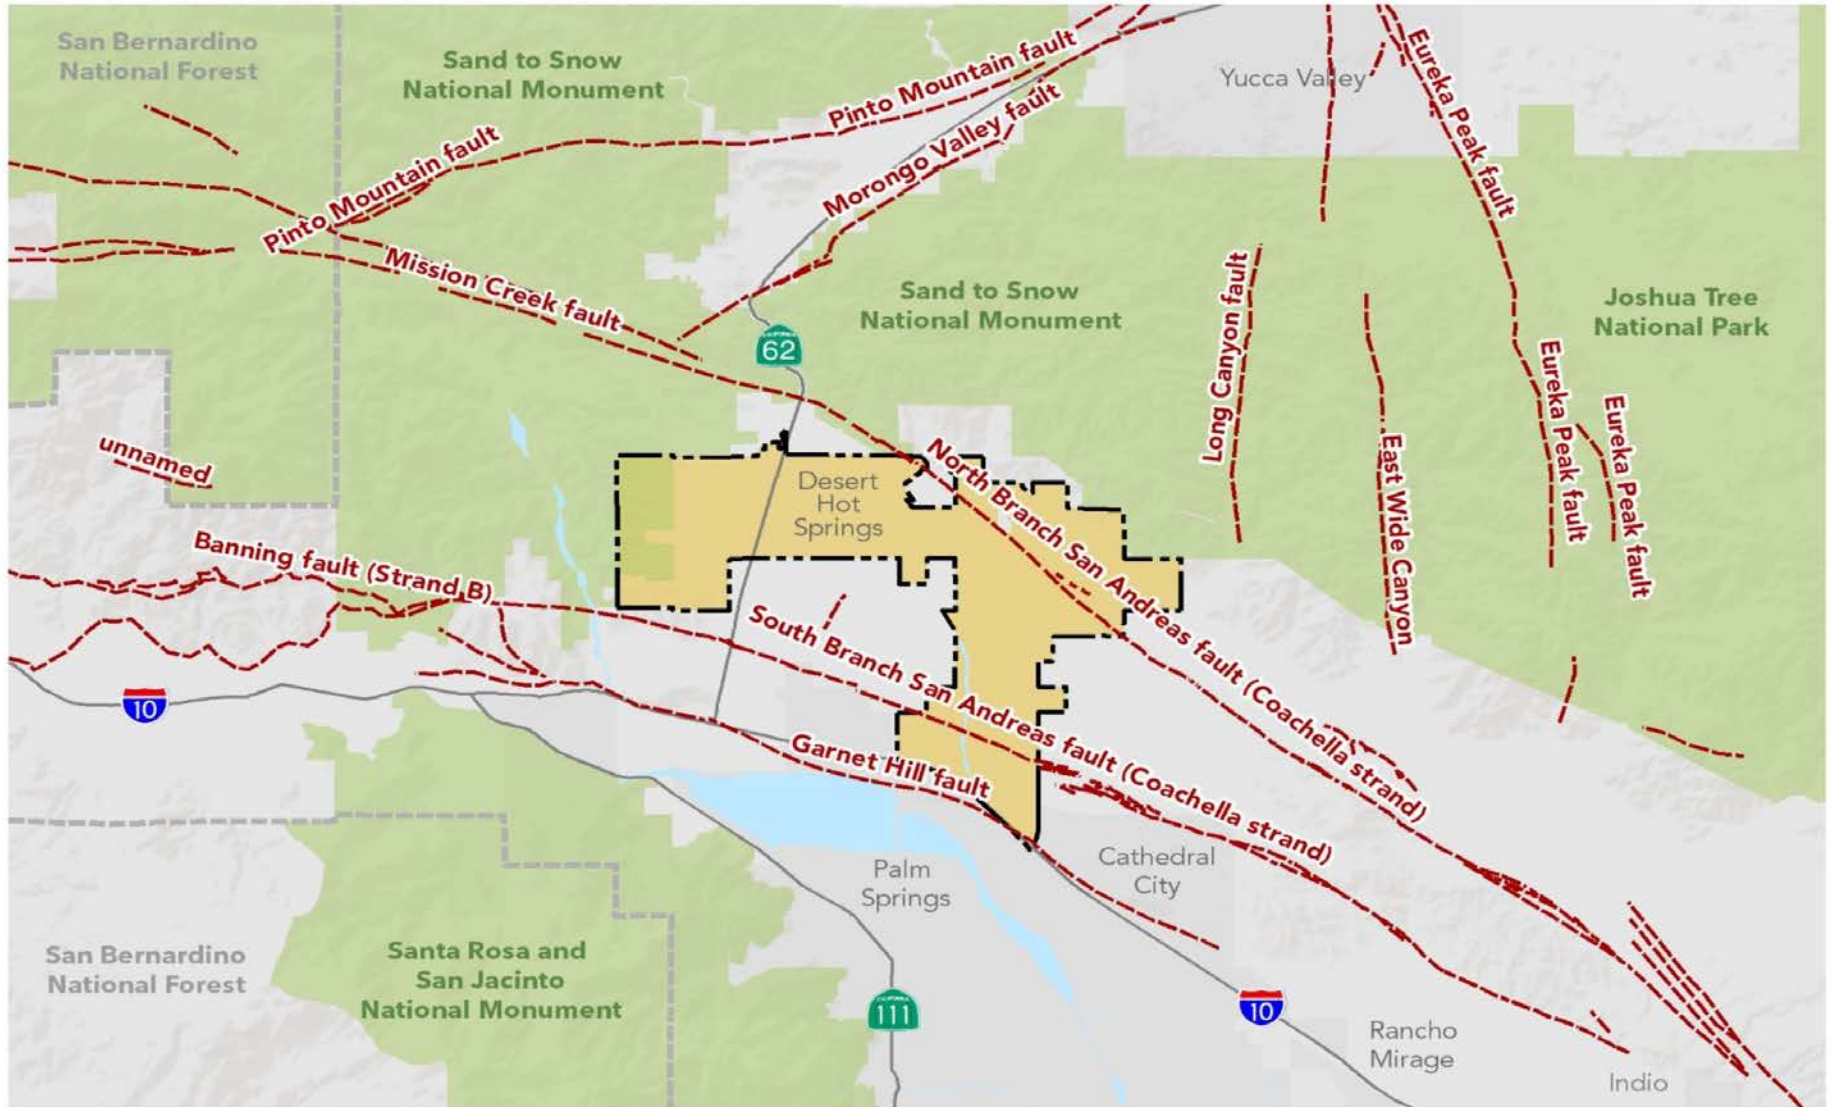 San Bernardino
National Forest
Sand to Snow
National Monument
Pinto Mountain fault
Yucca Valley
Eureka Peak fault
Pinto Mountain fault
Morongo Valley fault
Mission Creek fault
Sand to Snow
National Monument
Long Canyon fault
Joshua Tree
National Park
CALIFORNIA
62
Eureka Peak fault
Eureka Peak fault
East Wide Canyon
unnamed
North Branch San Andreas fault (Coachella strand)
Desert
Hot
Springs
Banning fault (Strand B)
South Branch San Andreas fault (Coachella strand)
10
Garnet Hill fault
Palm
Springs
Cathedral
City
San Bernardino
National Forest
Santa Rosa and
San Jacinto
National Monument
CALIFORNIA
111
10
Rancho
Mirage
Indio